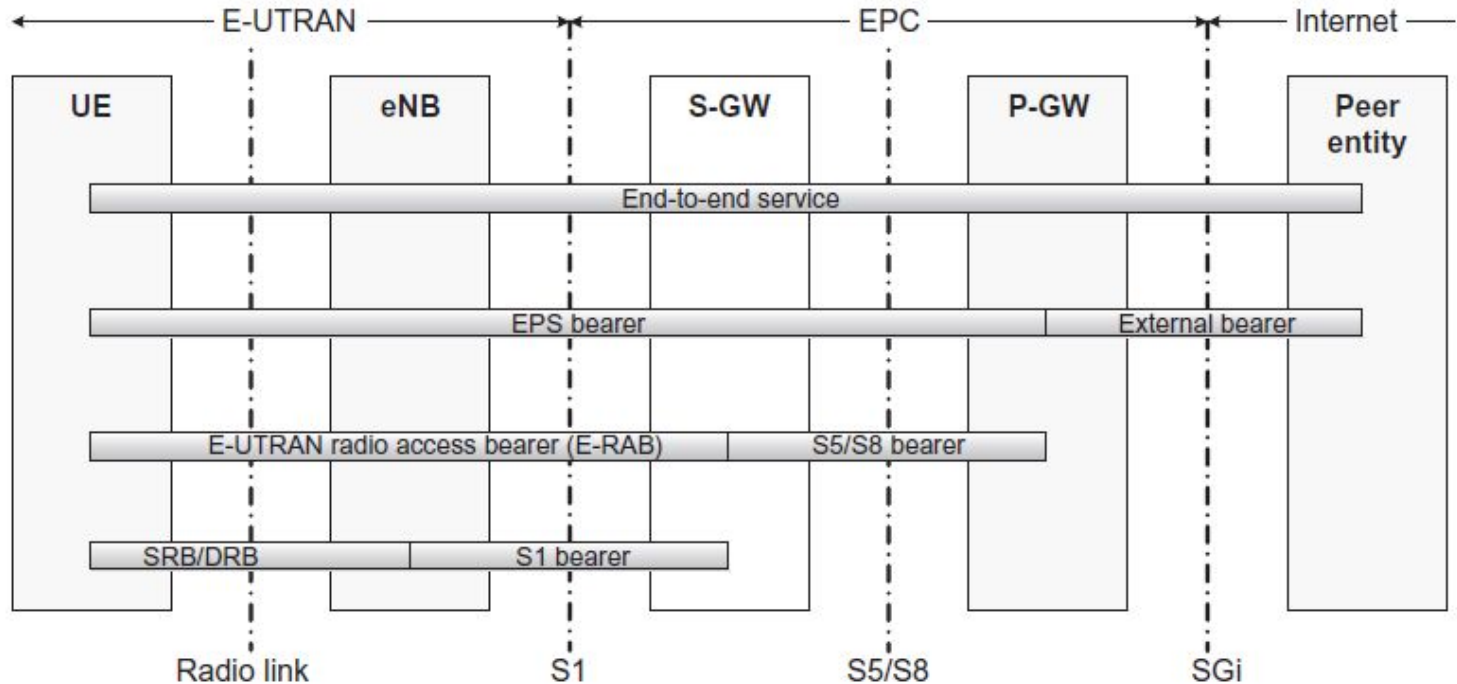 E-UTRAN EPC Internet
UE eNB S-GW P-GW Peer
entity
End-to-end service
EPS bearer External bearer
E-UTRAN radio access bearer (E-RAB) S5/S8 bearer
SRB/DRB S1 bearer
Radio link S1 S5/S8 SGi